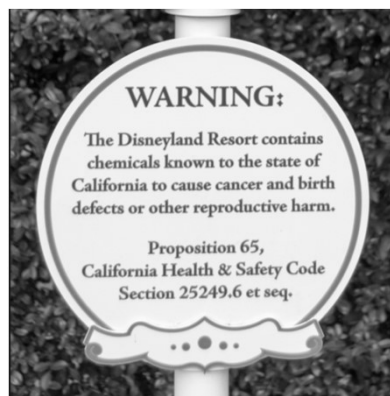 WARNING:
The Disneyland Resort contains
chemicals known to the state of
California to cause cancer and birth
defects or other reproductive harm.
Proposition 65,
California Health & Safety Code
Section 25249.6 et seq.